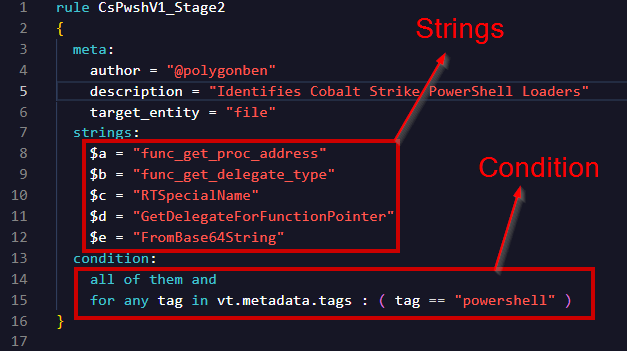 1 rule CsPwshV1_Stage2
2 {
Strings
3 meta:
4 author = "@polygonben"
5 description = "Identifies Cobalt Strike PowerShell Loaders"
6 target_entity = "file"
7 strings:
8 $a = "func_get_proc_address"
9 $b = "func_get_delegate_type"
Condition
10 $c = "RTSpecialName"
11 $d = "GetDelegateForFunctionPointer"
12 $e = "FromBase64String"
13 condition:
14 all of them and
15 for any tag in vt.metadata.tags : ( tag == "powershell" )
16 }
17